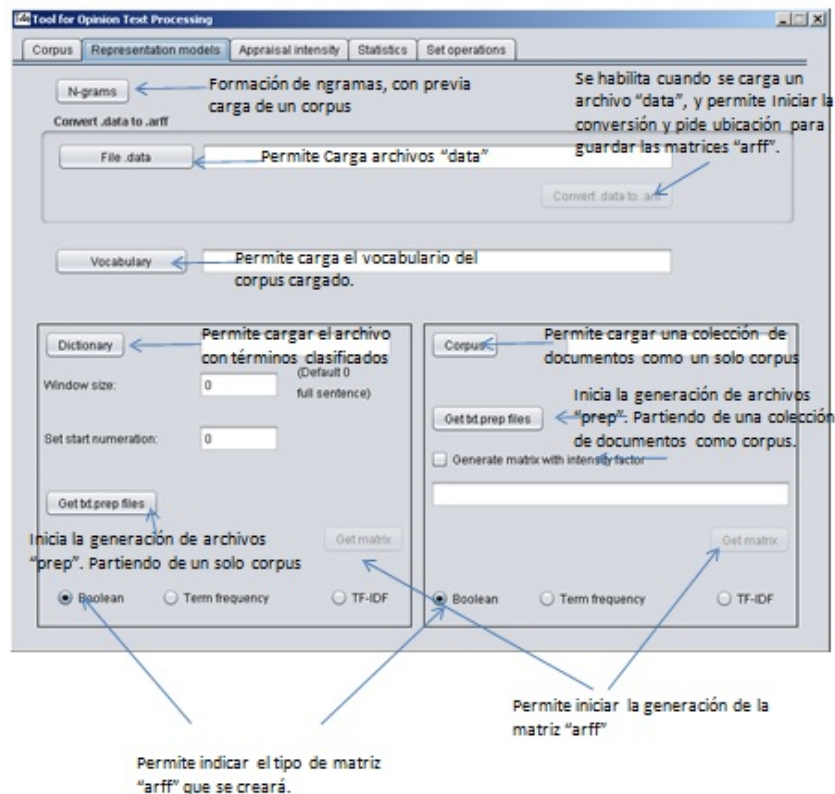 Tool for Opinion Text Processing
Corpus Representation models Appraisal intensity Statistics Set operations
N-grams
Formación de ngramas, con previa
carga de un corpus
Se habilita cuando se carga un
archivo “data”, y permite Iniciar la
conversión y pide ubicación para
guardar las matrices “arff”.
Convert .data to .arff
File .data
Permite Carga archivos “data”
Convert .data to .arff
Vocabulary
Permite carga el vocabulario del
corpus cargado.
Dictionary
Permite cargar el archivo
con términos clasificados
Window size:
0
(Default 0
full sentence)
Set start numeration:
0
Get txt.prep files
Inicia la generación de archivos
“prep”. Partiendo de un solo corpus
Get matrix
Boolean Term frequency TF-IDF
Corpus
Permite cargar una colección de
documentos como un solo corpus
Inicia la generación de archivos
“prep”. Partiendo de una colección
de documentos como corpus.
Get txt.prep files
Generate matrix with intensity factor
Get matrix
Boolean Term frequency TF-IDF
Permite iniciar la generación de la
matriz “arff”
Permite indicar el tipo de matriz
“arff” que se creará.